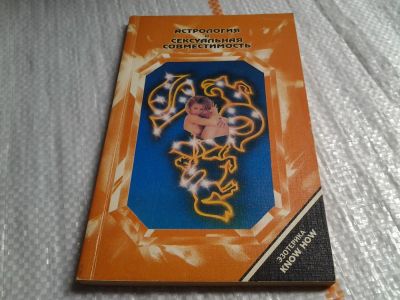 АСТРОЛОГИЯ
И
СЕКСУАЛЬНАЯ
СОВМЕСТИМОСТЬ
ЭЗОТЕРИКА
KNOW HOW